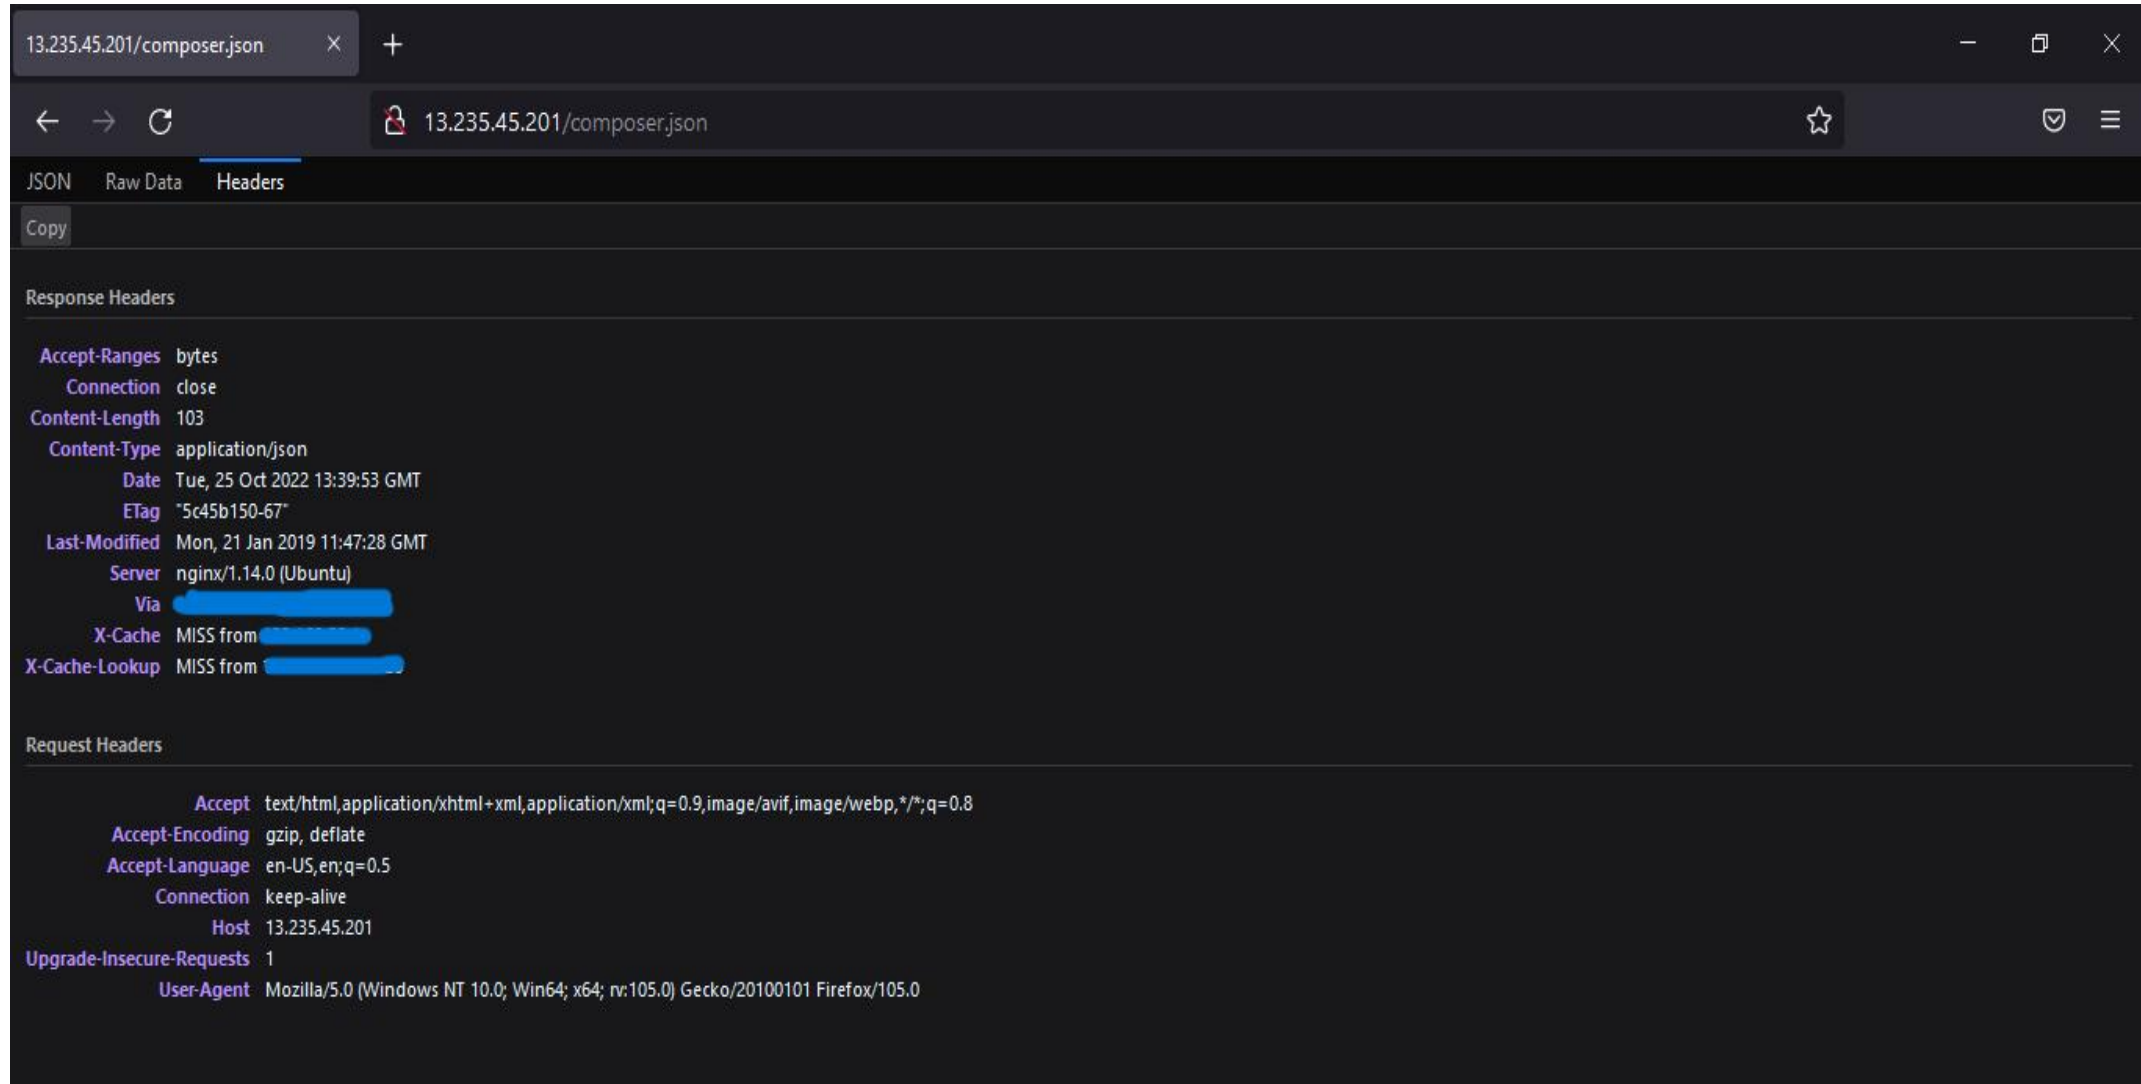 13.235.45.201/composer.json
13.235.45.201/composer.json
JSON Raw Data Headers
Copy
Response Headers
Accept-Ranges bytes
Connection close
Content-Length 103
Content-Type application/json
Date Tue, 25 Oct 2022 13:39:53 GMT
ETag "5c45b150-67"
Last-Modified Mon, 21 Jan 2019 11:47:28 GMT
Server nginx/1.14.0 (Ubuntu)
Via
X-Cache MISS from
X-Cache-Lookup MISS from
Request Headers
Accept text/html,application/xhtml+xml,application/xml;q=0.9,image/avif,image/webp,*/*;q=0.8
Accept-Encoding gzip, deflate
Accept-Language en-US,en;q=0.5
Connection keep-alive
Host 13.235.45.201
Upgrade-Insecure-Requests 1
User-Agent Mozilla/5.0 (Windows NT 10.0; Win64; x64; rv:105.0) Gecko/20100101 Firefox/105.0